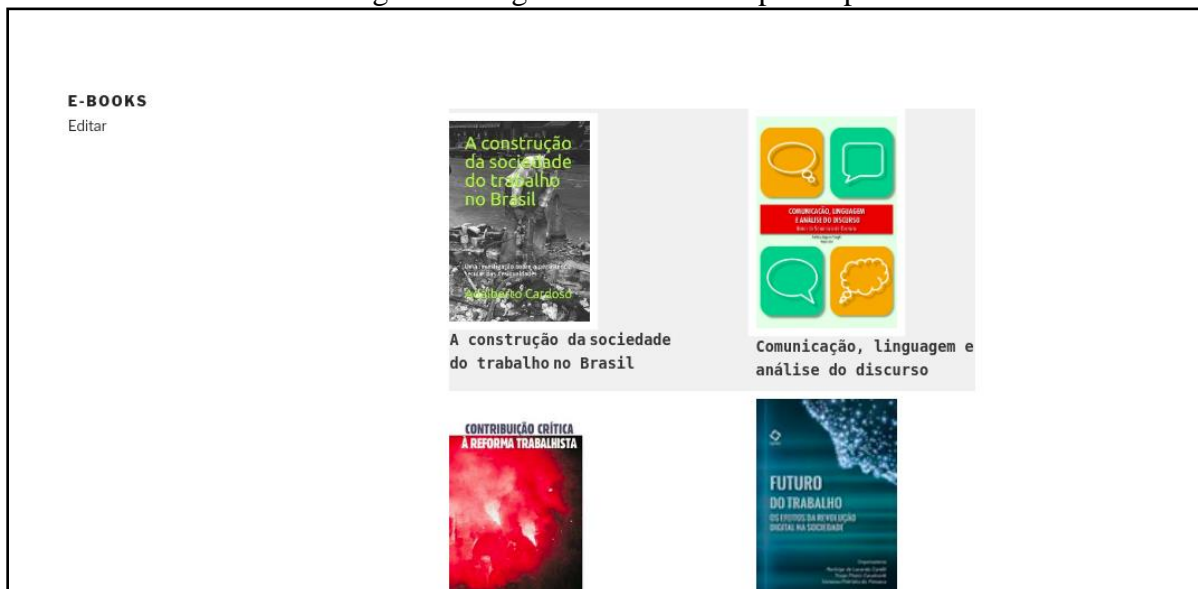 E-BOOKS
Editar
A construção
da sociedade
do trabalho
no Brasil
Adalberto Cardoso
COMUNICAÇÃO, LINGUAGEM
E ANÁLISE DO DISCURSO
A construção da sociedade
do trabalho no Brasil
Comunicação, linguagem e
análise do discurso
CONTRIBUIÇÃO CRÍTICA
À REFORMA TRABALHISTA
FUTURO
DO TRABALHO
OS EFEITOS DA REVOLUÇÃO
DIGITAL NA SOCIEDADE